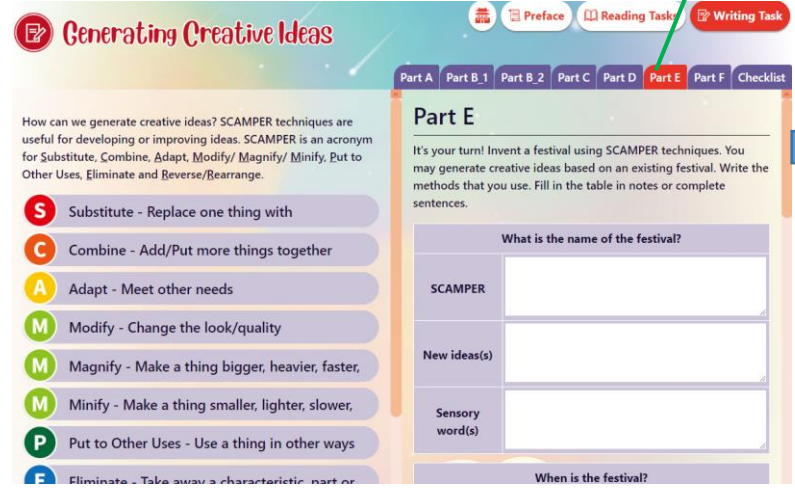 Generating Creative Ideas
Preface
Reading Tasks
Writing Task
Part A
Part B_1
Part B_2
Part C
Part D
Part E
Part F
Checklist
How can we generate creative ideas? SCAMPER techniques are
useful for developing or improving ideas. SCAMPER is an acronym
for Substitute, Combine, Adapt, Modify/ Magnify/ Minify, Put to
Other Uses, Eliminate and Reverse/Rearrange.
S Substitute - Replace one thing with
C Combine - Add/Put more things together
A Adapt - Meet other needs
M Modify - Change the look/quality
M Magnify - Make a thing bigger, heavier, faster,
M Minify - Make a thing smaller, lighter, slower,
P Put to Other Uses - Use a thing in other ways
E Eliminate - Take away a characteristic, part or
Part E
It's your turn! Invent a festival using SCAMPER techniques. You
may generate creative ideas based on an existing festival. Write the
methods that you use. Fill in the table in notes or complete
sentences.
What is the name of the festival?
SCAMPER
New ideas(s)
Sensory
word(s)
When is the festival?